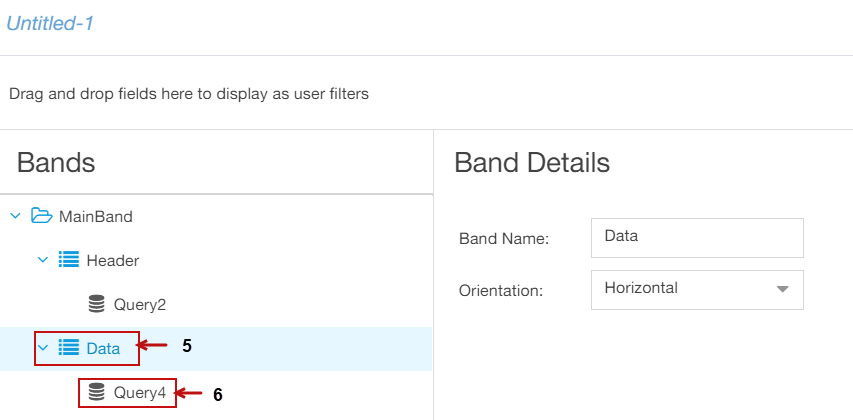 Untitled-1
Drag and drop fields here to display as user filters
Bands
Band Details
MainBand
Header
Query2
Data
5
Query4
6
Band Name:
Data
Orientation:
Horizontal